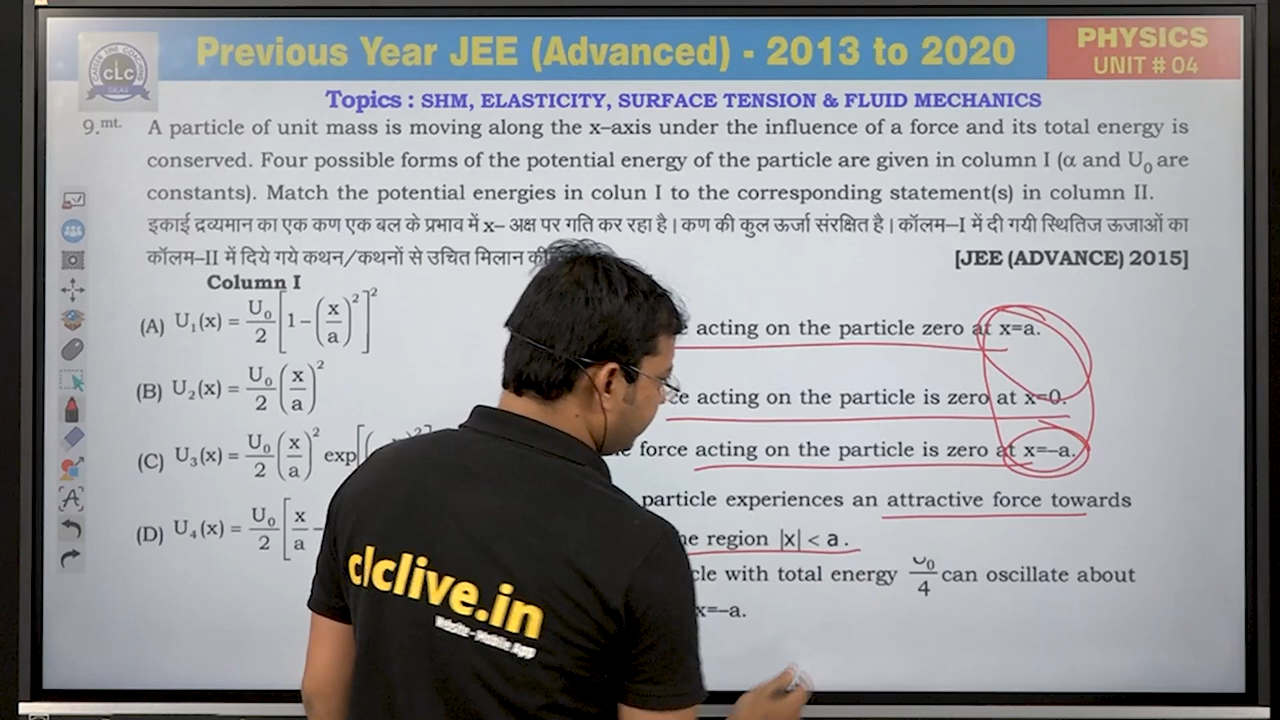 Previous Year JEE (Advanced) - 2013 to 2020
PHYSICS
UNIT # 04
CLC
Topics : SHM, ELASTICITY, SURFACE TENSION & FLUID MECHANICS
9.mt. A particle of unit mass is moving along the x–axis under the influence of a force and its total energy is
conserved. Four possible forms of the potential energy of the particle are given in column I (α and U₀ are
constants). Match the potential energies in colun I to the corresponding statement(s) in column II.
इकाई द्रव्यमान का एक कण एक बल के प्रभाव में x– अक्ष पर गति कर रहा है। कण की कुल ऊर्जा संरक्षित है। कॉलम–I में दी गयी स्थितिज ऊर्जाओं का
कॉलम–II में दिये गये कथन/कथनों से उचित मिलान
[JEE (ADVANCE) 2015]
Column I
(A) U₁(x) = U₀/2 [1–(x/a)²]²
acting on the particle zero at x=a.
(B) U₂(x) = U₀/2 (x/a)²
acting on the particle is zero at x=0.
(C) U₃(x) = U₀/2 (x/a)² exp[(
force acting on the particle is zero at x=–a.
particle experiences an attractive force towards
(D) U₄(x) = U₀/2 [x/a –
region |x| < a.
with total energy U₀/4 can oscillate about
x=–a.
clclive.in
Website - Mobile App